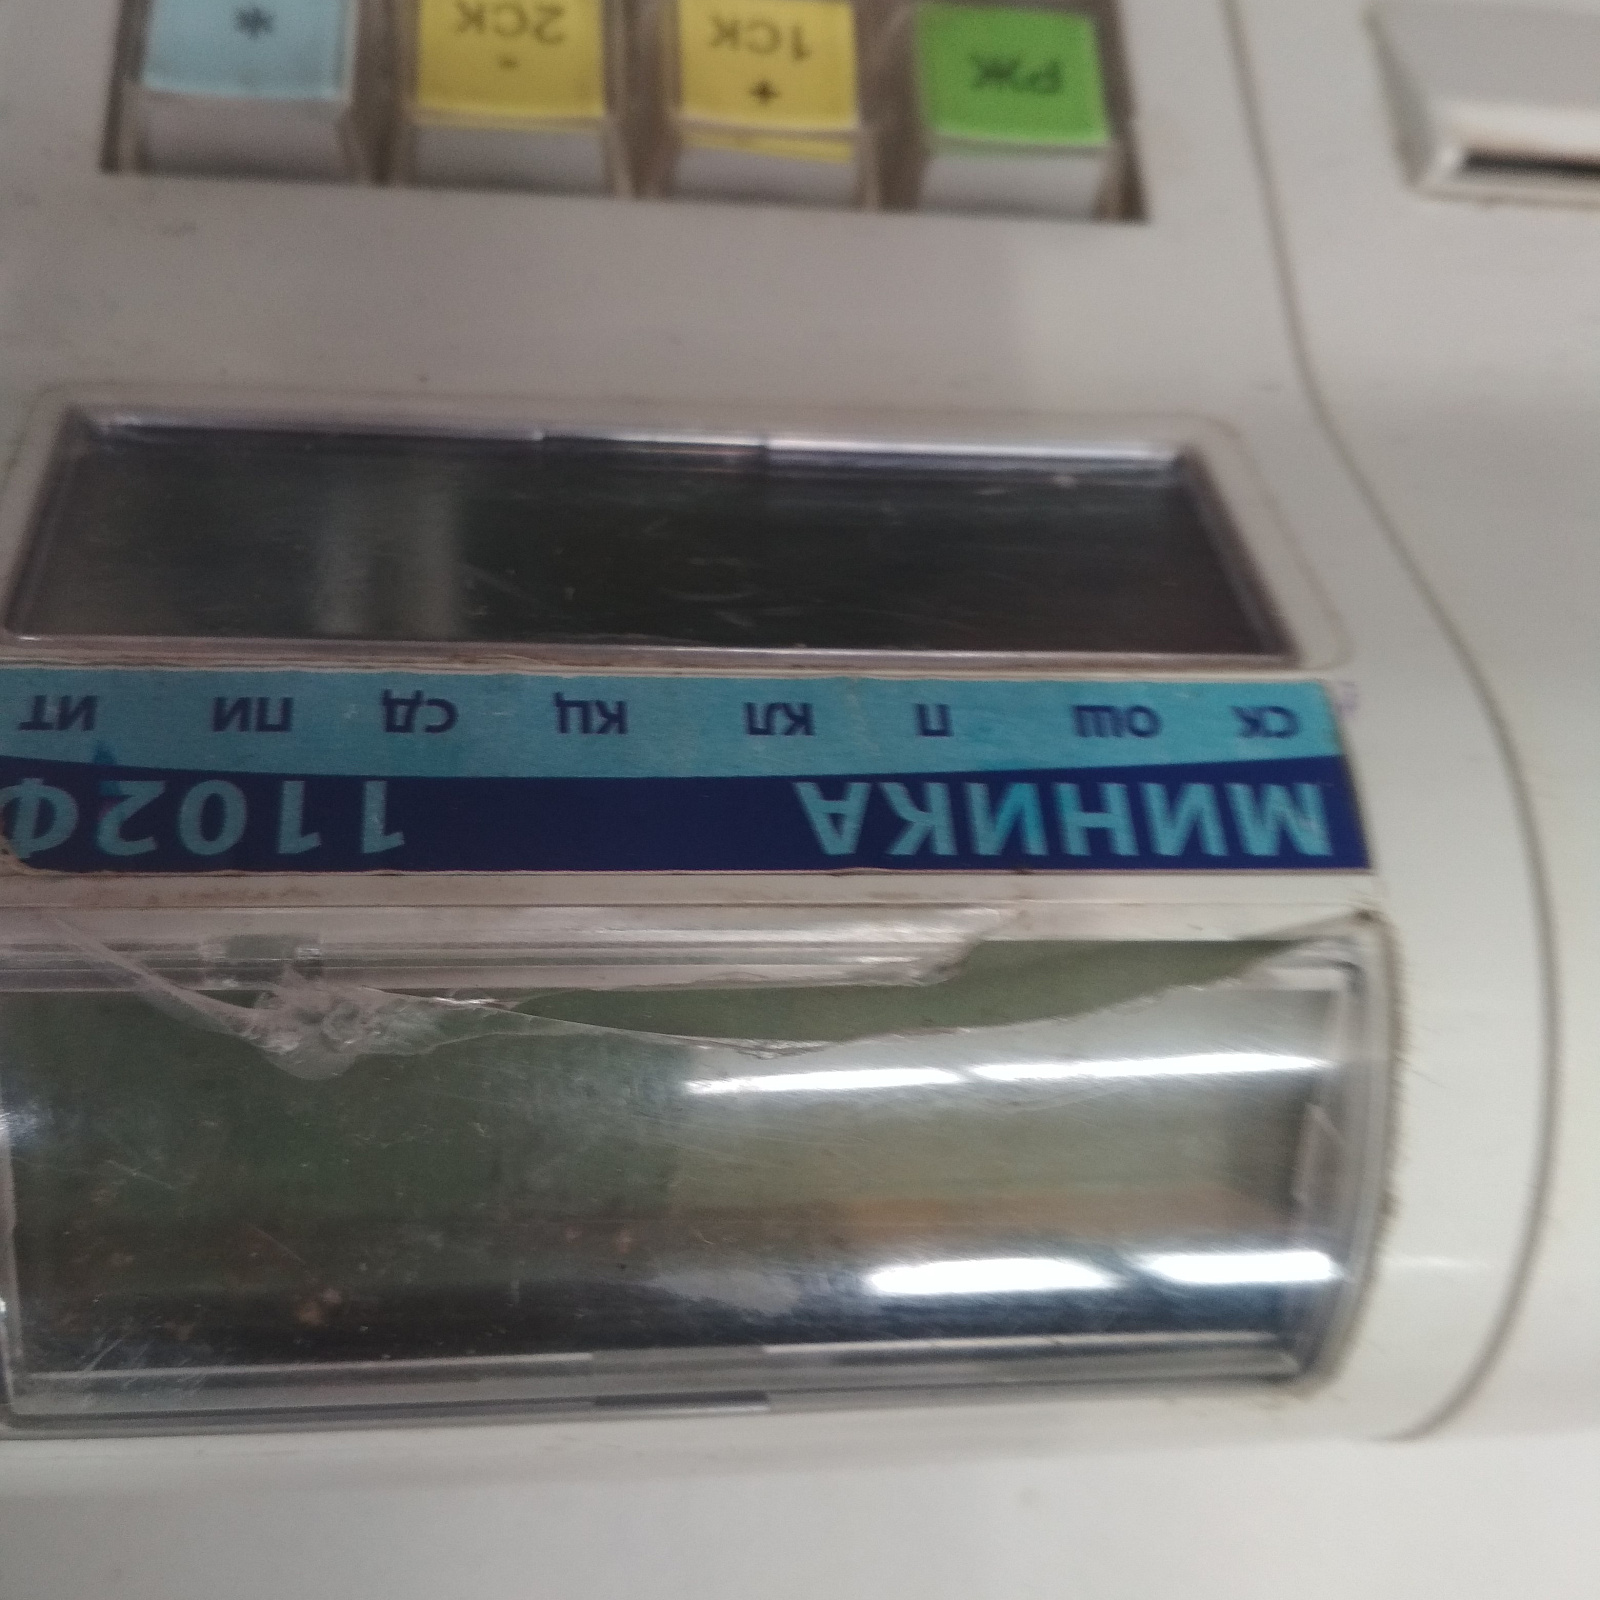 МИНИКА 1102Ф
СК ОШ П КЛ КЦ СД ПИ ИТ
РЖ
+
1СК
-
2СК
*